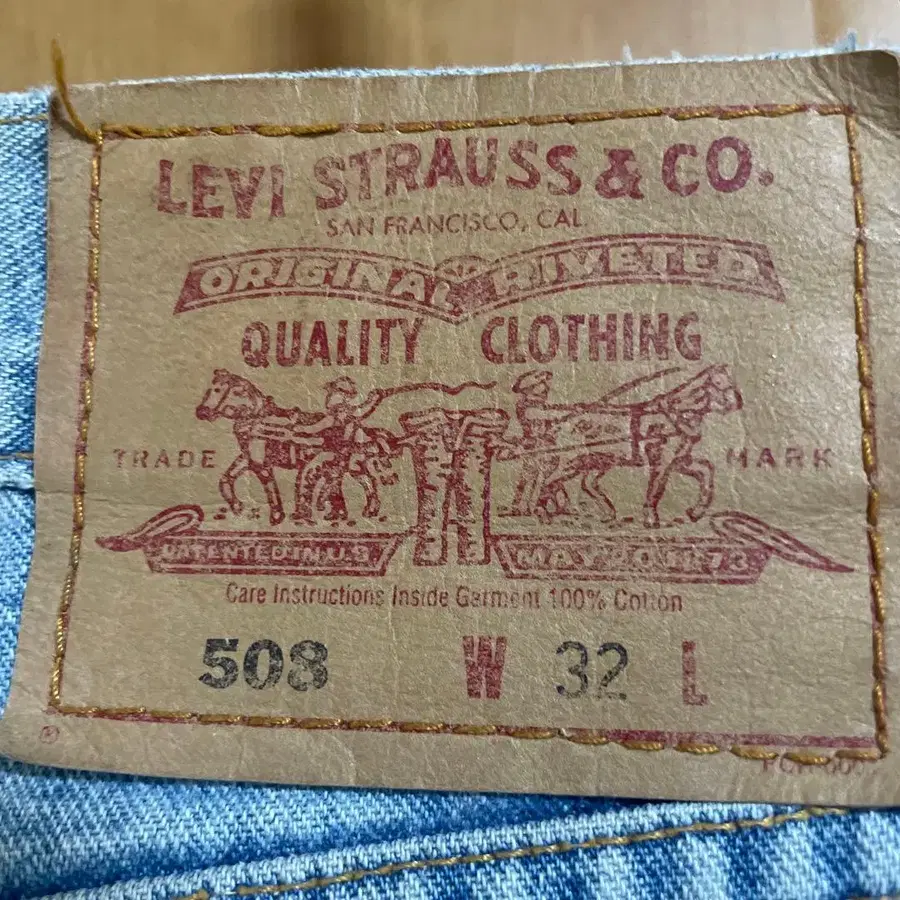 LEVI STRAUSS & CO.
SAN FRANCISCO, CAL
ORIGINAL RIVETED
QUALITY CLOTHING
TRADE MARK
PATENTED IN U.S. MAY 20 1873
Care Instructions Inside Garment 100% Cotton
508 W 32 L
®